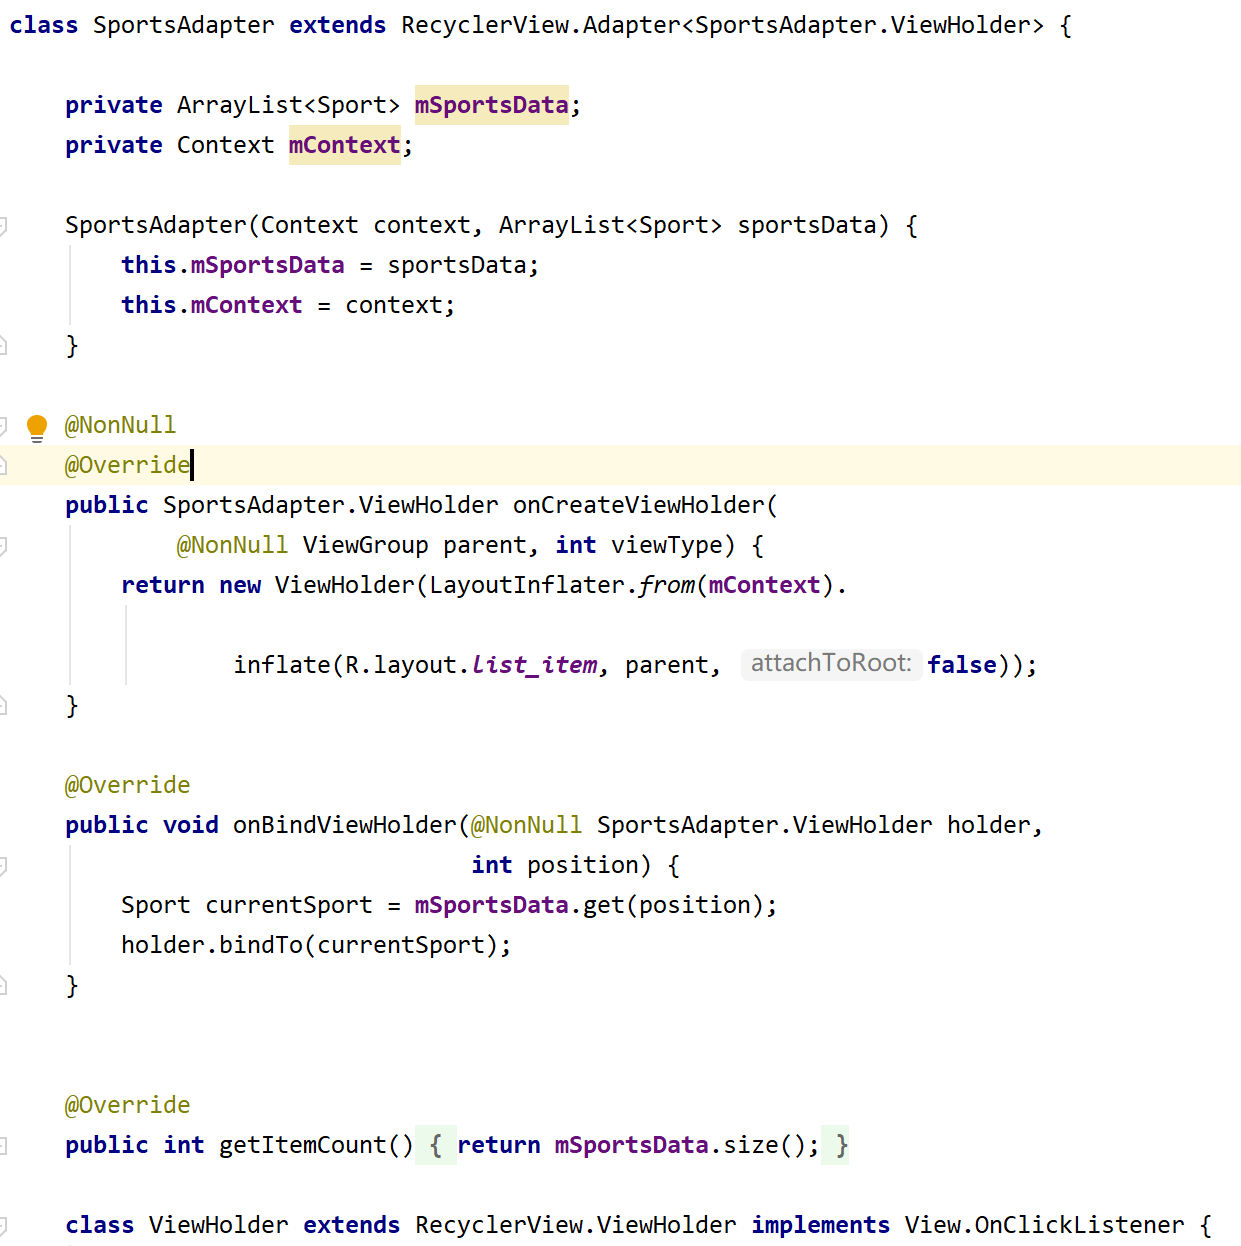 class SportsAdapter extends RecyclerView.Adapter<SportsAdapter.ViewHolder> {
private ArrayList<Sport> mSportsData;
private Context mContext;
SportsAdapter(Context context, ArrayList<Sport> sportsData) {
this.mSportsData = sportsData;
this.mContext = context;
}
@NonNull
@Override
public SportsAdapter.ViewHolder onCreateViewHolder(
@NonNull ViewGroup parent, int viewType) {
return new ViewHolder(LayoutInflater.from(mContext).
inflate(R.layout.list_item, parent, attachToRoot: false));
}
@Override
public void onBindViewHolder(@NonNull SportsAdapter.ViewHolder holder,
int position) {
Sport currentSport = mSportsData.get(position);
holder.bindTo(currentSport);
}
@Override
public int getItemCount() { return mSportsData.size(); }
class ViewHolder extends RecyclerView.ViewHolder implements View.OnClickListener {